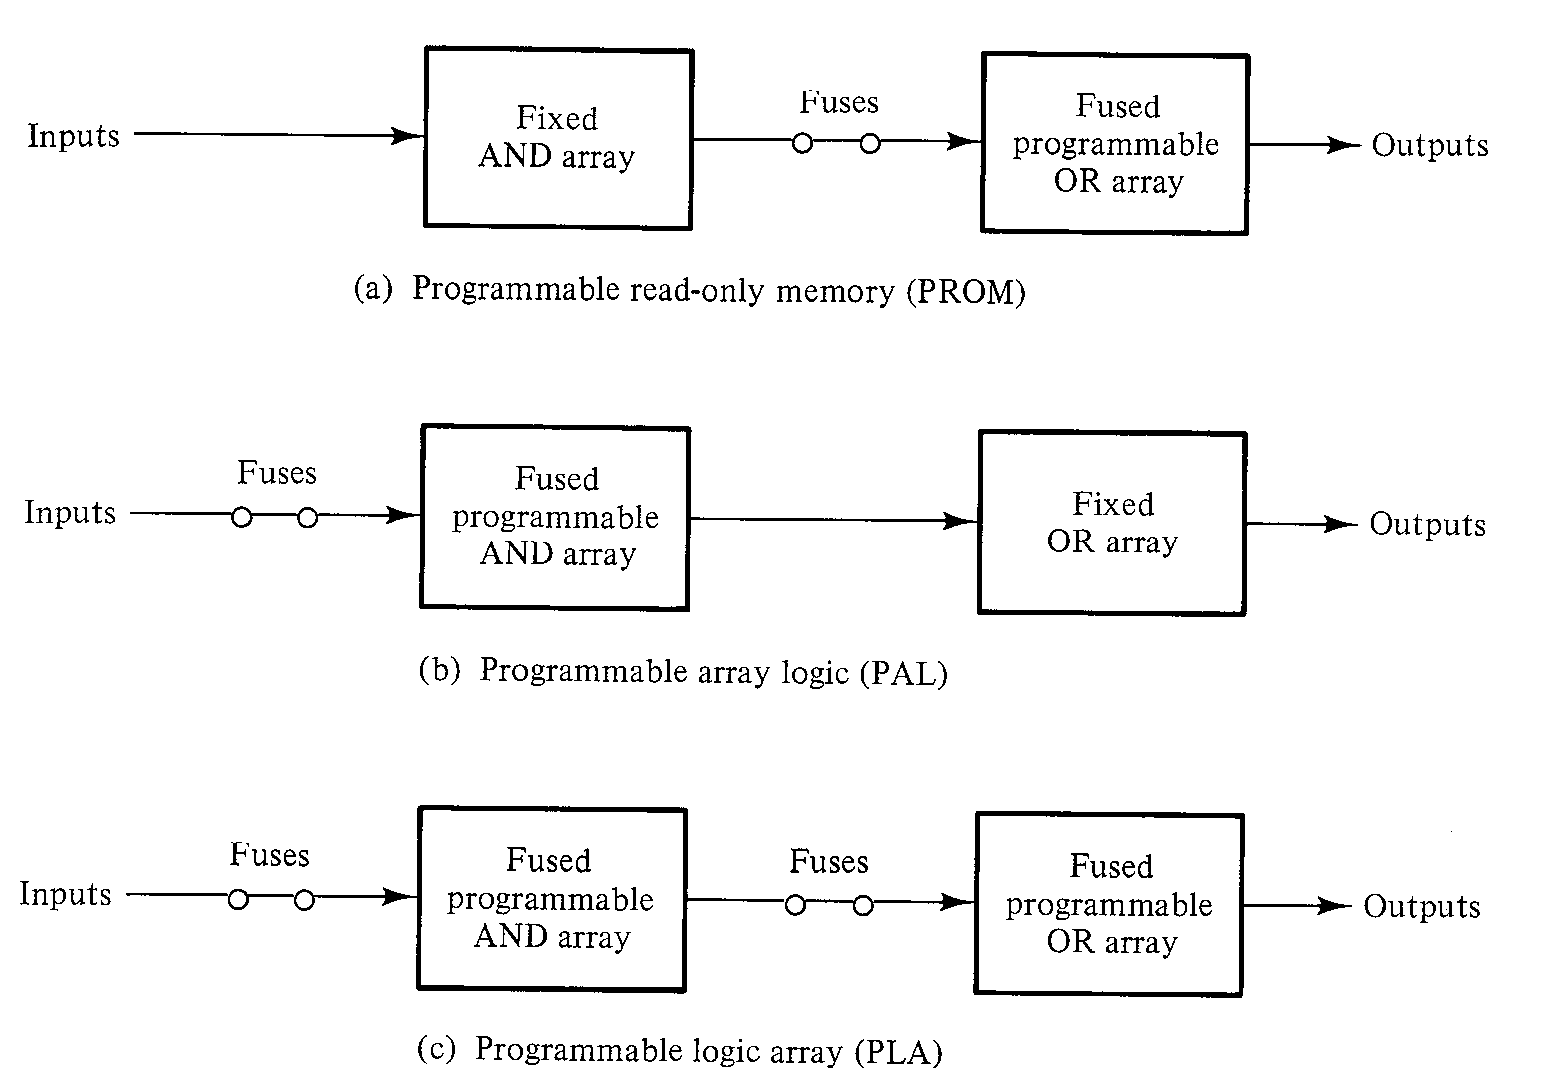 Inputs
Fixed
AND array
Fuses
Fused
programmable
OR array
Outputs
(a) Programmable read-only memory (PROM)
Inputs
Fuses
Fused
programmable
AND array
Fixed
OR array
Outputs
(b) Programmable array logic (PAL)
Inputs
Fuses
Fused
programmable
AND array
Fuses
Fused
programmable
OR array
Outputs
(c) Programmable logic array (PLA)